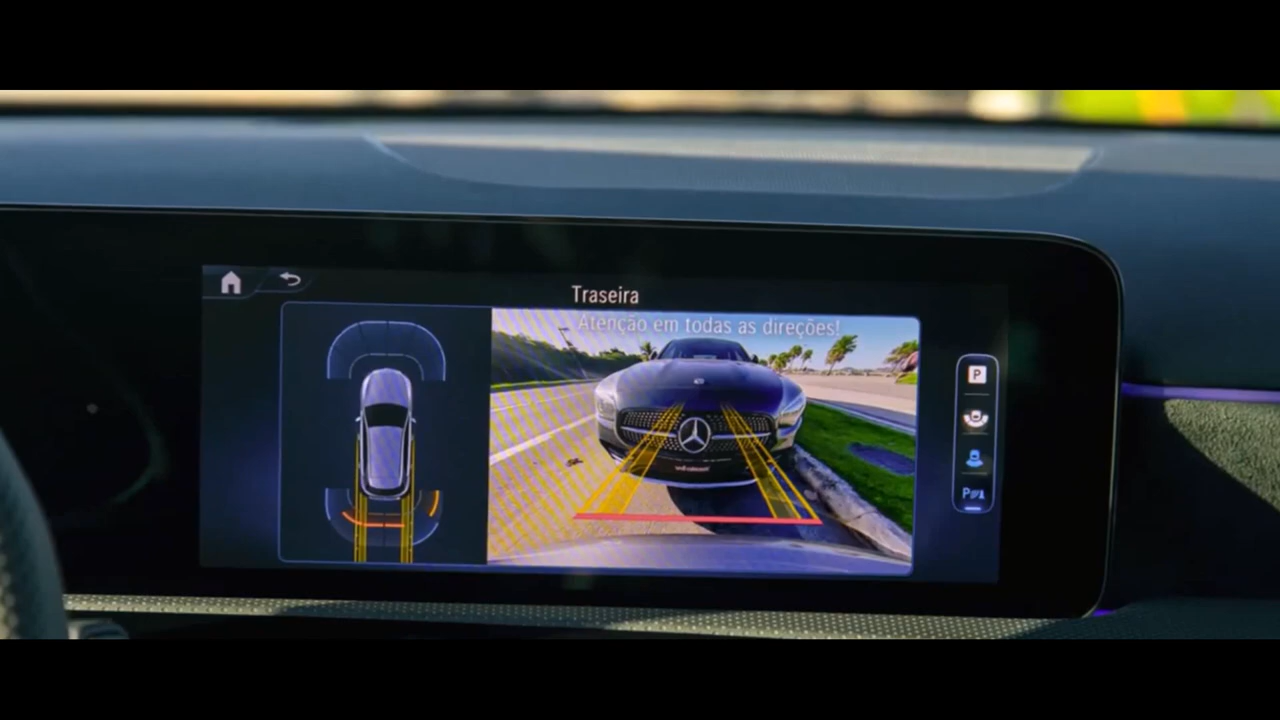 Traseira
Atenção em todas as direções!
P
P